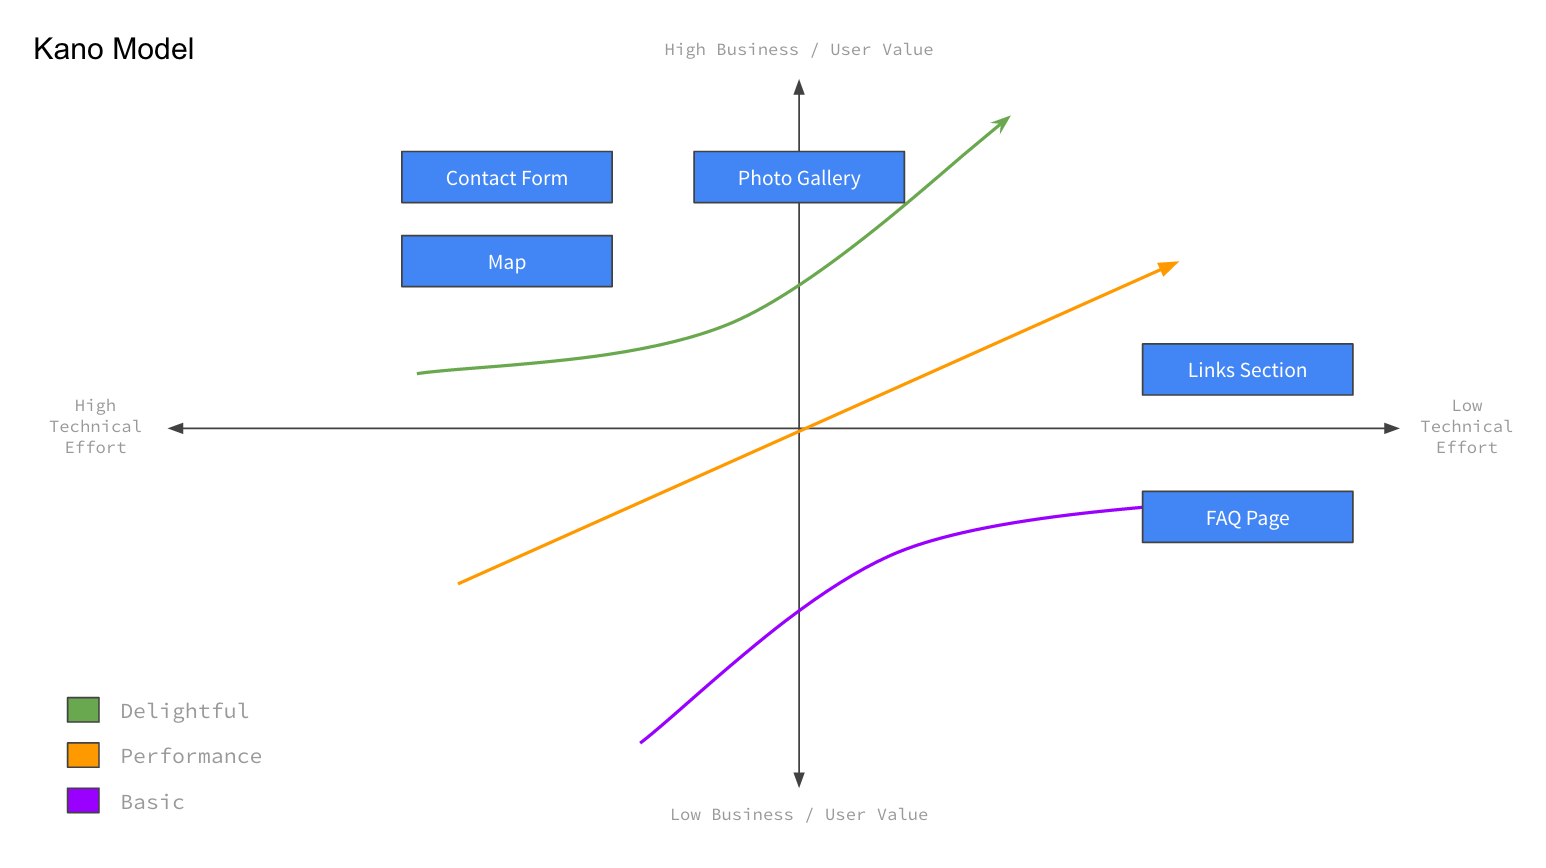 Kano Model
High Business / User Value
Contact Form
Photo Gallery
Map
Links Section
High
Technical
Effort
Low
Technical
Effort
FAQ Page
Delightful
Performance
Basic
Low Business / User Value